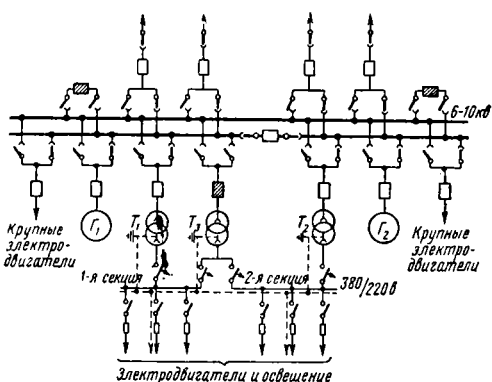 6-10кв
Крупные
электро-
двигатели
Г₁
Т₁
Т₃
Т₂
Г₂
Крупные
электро-
двигатели
1-я секция
2-я секция
380/220в
Электродвигатели и освещение